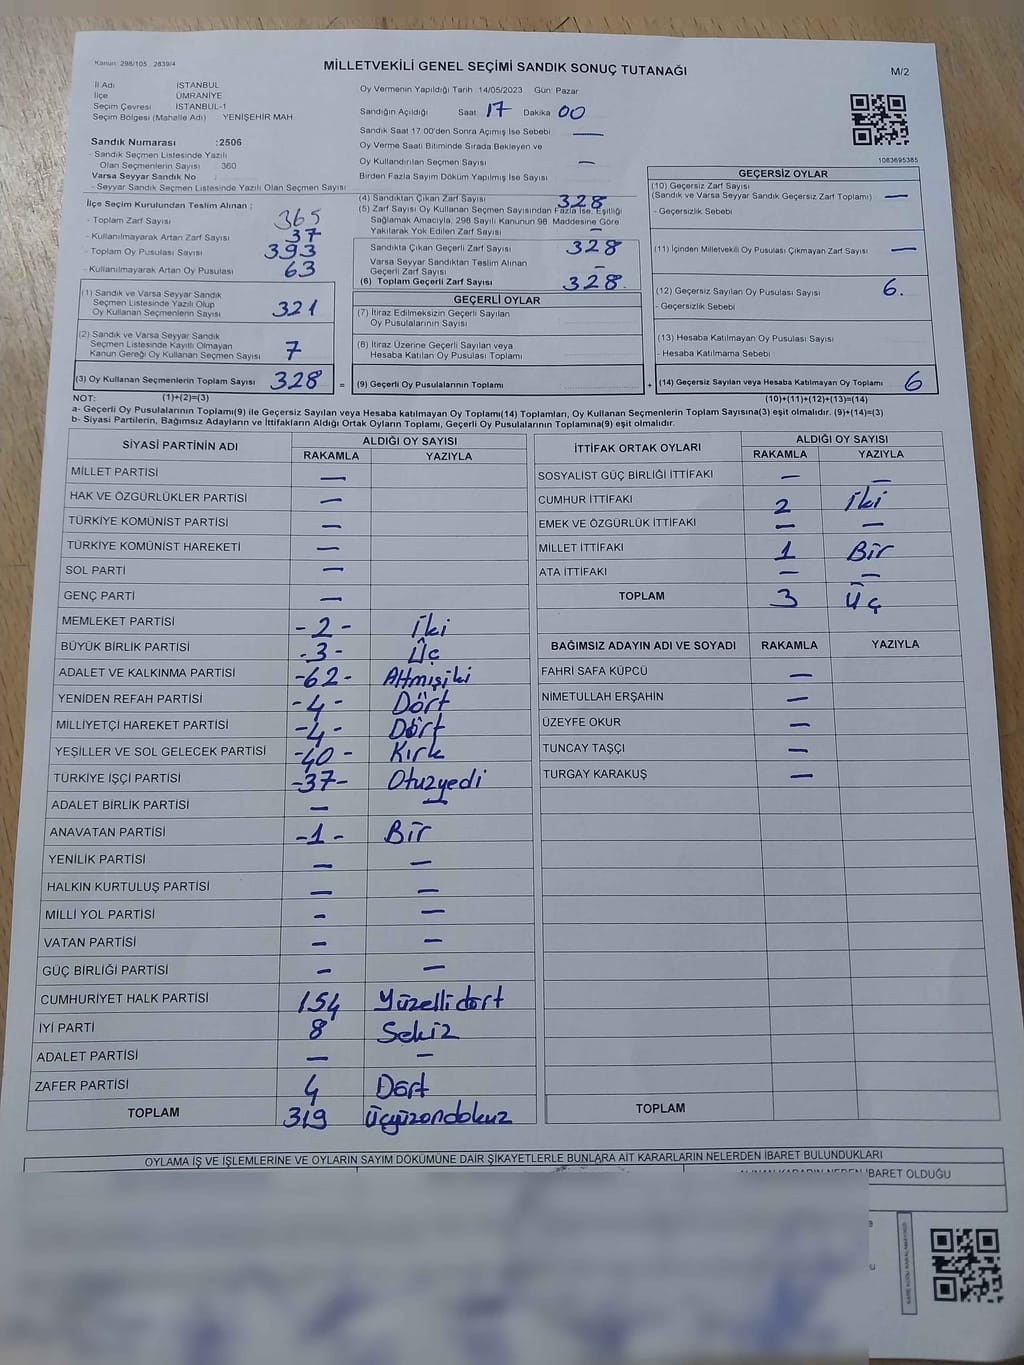 Kanun: 298/105 2839/4
MİLLETVEKİLİ GENEL SEÇİMİ SANDIK SONUÇ TUTANAĞI
M/2
İl Adı İSTANBUL
İlçe ÜMRANİYE
Seçim Çevresi İSTANBUL-1
Seçim Bölgesi (Mahalle Adı) YENİŞEHİR MAH.
Sandık Numarası :2506
- Sandık Seçmen Listesinde Yazılı
Olan Seçmenlerin Sayısı : 360
Varsa Seyyar Sandık No :
- Seyyar Sandık Seçmen Listesinde Yazılı Olan Seçmen Sayısı
Oy Vermenin Yapıldığı Tarih 14/05/2023 Gün Pazar
Sandığın Açıldığı Saat 17 Dakika 00
Sandık Saat 17:00'den Sonra Açılmış İse Sebebi —
Oy Verme Saati Bitiminde Sırada Bekleyen ve
Oy Kullandırılan Seçmen Sayısı —
Birden Fazla Sayım Döküm Yapılmış İse Sayısı
1083695385
İlçe Seçim Kurulundan Teslim Alınan :
- Toplam Zarf Sayısı 365
- Kullanılmayarak Artan Zarf Sayısı 37
- Toplam Oy Pusulası Sayısı 393
- Kullanılmayarak Artan Oy Pusulası 63
(1) Sandık ve Varsa Seyyar Sandık
Seçmen Listesinde Yazılı Olup
Oy Kullanan Seçmenlerin Sayısı 321
(2) Sandık ve Varsa Seyyar Sandık
Seçmen Listesinde Kayıtlı Olmayan
Kanun Gereği Oy Kullanan Seçmen Sayısı 7
(3) Oy Kullanan Seçmenlerin Toplam Sayısı 328 =
(4) Sandıktan Çıkan Zarf Sayısı 328
(5) Zarf Sayısı Oy Kullanan Seçmen Sayısından Fazla İse, Eşitliği
Sağlamak Amacıyla, 298 Sayılı Kanunun 98. Maddesine Göre
Yakılarak Yok Edilen Zarf Sayısı —
Sandıkta Çıkan Geçerli Zarf Sayısı 328
Varsa Seyyar Sandıktan Teslim Alınan
Geçerli Zarf Sayısı —
(6) Toplam Geçerli Zarf Sayısı 328.
GEÇERLİ OYLAR
(7) İtiraz Edilmeksizin Geçerli Sayılan
Oy Pusulalarının Sayısı
(8) İtiraz Üzerine Geçerli Sayılan veya
Hesaba Katılan Oy Pusulası Toplamı
(9) Geçerli Oy Pusulalarının Toplamı +
GEÇERSİZ OYLAR
(10) Geçersiz Zarf Sayısı
(Sandık ve Varsa Seyyar Sandık Geçersiz Zarf Toplamı) —
- Geçersizlik Sebebi
(11) İçinden Milletvekili Oy Pusulası Çıkmayan Zarf Sayısı —
(12) Geçersiz Sayılan Oy Pusulası Sayısı 6.
- Geçersizlik Sebebi
(13) Hesaba Katılmayan Oy Pusulası Sayısı
- Hesaba Katılmama Sebebi
(14) Geçersiz Sayılan veya Hesaba Katılmayan Oy Toplamı 6
NOT: (1)+(2)=(3) (10)+(11)+(12)+(13)=(14)
a- Geçerli Oy Pusulalarının Toplamı(9) ile Geçersiz Sayılan veya Hesaba katılmayan Oy Toplamı(14) Toplamları, Oy Kullanan Seçmenlerin Toplam Sayısına(3) eşit olmalıdır. (9)+(14)=(3)
b- Siyasi Partilerin, Bağımsız Adayların ve İttifakların Aldığı Ortak Oyların Toplamı, Geçerli Oy Pusulalarının Toplamına(9) eşit olmalıdır.
SİYASİ PARTİNİN ADI ALDIĞI OY SAYISI
RAKAMLA YAZIYLA
MİLLET PARTİSİ —
HAK VE ÖZGÜRLÜKLER PARTİSİ —
TÜRKİYE KOMÜNİST PARTİSİ —
TÜRKİYE KOMÜNİST HAREKETİ —
SOL PARTİ —
GENÇ PARTİ —
MEMLEKET PARTİSİ -2- İki
BÜYÜK BİRLİK PARTİSİ -3- Üç
ADALET VE KALKINMA PARTİSİ -62- Altmışiki
YENİDEN REFAH PARTİSİ -4- Dört
MİLLİYETÇİ HAREKET PARTİSİ -4- Dört
YEŞİLLER VE SOL GELECEK PARTİSİ -40- Kırk
TÜRKİYE İŞÇİ PARTİSİ -37- Otuzyedi
ADALET BİRLİK PARTİSİ — —
ANAVATAN PARTİSİ -1- Bir
YENİLİK PARTİSİ — —
HALKIN KURTULUŞ PARTİSİ — —
MİLLİ YOL PARTİSİ - —
VATAN PARTİSİ - —
GÜÇ BİRLİĞİ PARTİSİ - —
CUMHURİYET HALK PARTİSİ 154 Yüzellidört
İYİ PARTİ 8 Sekiz
ADALET PARTİSİ — —
ZAFER PARTİSİ 4 Dört
TOPLAM 319 Üçyüzondokuz
İTTİFAK ORTAK OYLARI ALDIĞI OY SAYISI
RAKAMLA YAZIYLA
SOSYALİST GÜÇ BİRLİĞİ İTTİFAKI — —
CUMHUR İTTİFAKI 2 İki
EMEK VE ÖZGÜRLÜK İTTİFAKI — —
MİLLET İTTİFAKI 1 Bir
ATA İTTİFAKI — —
TOPLAM 3 Üç
BAĞIMSIZ ADAYIN ADI VE SOYADI RAKAMLA YAZIYLA
FAHRİ SAFA KÜPCÜ —
NİMETULLAH ERŞAHİN —
ÜZEYFE OKUR —
TUNCAY TAŞÇI —
TURGAY KARAKUŞ —
TOPLAM
OYLAMA İŞ VE İŞLEMLERİNE VE OYLARIN SAYIM DÖKÜMÜNE DAİR ŞİKAYETLERLE BUNLARA AİT KARARLARIN NELERDEN İBARET BULUNDUKLARI
İBARET OLDUĞU